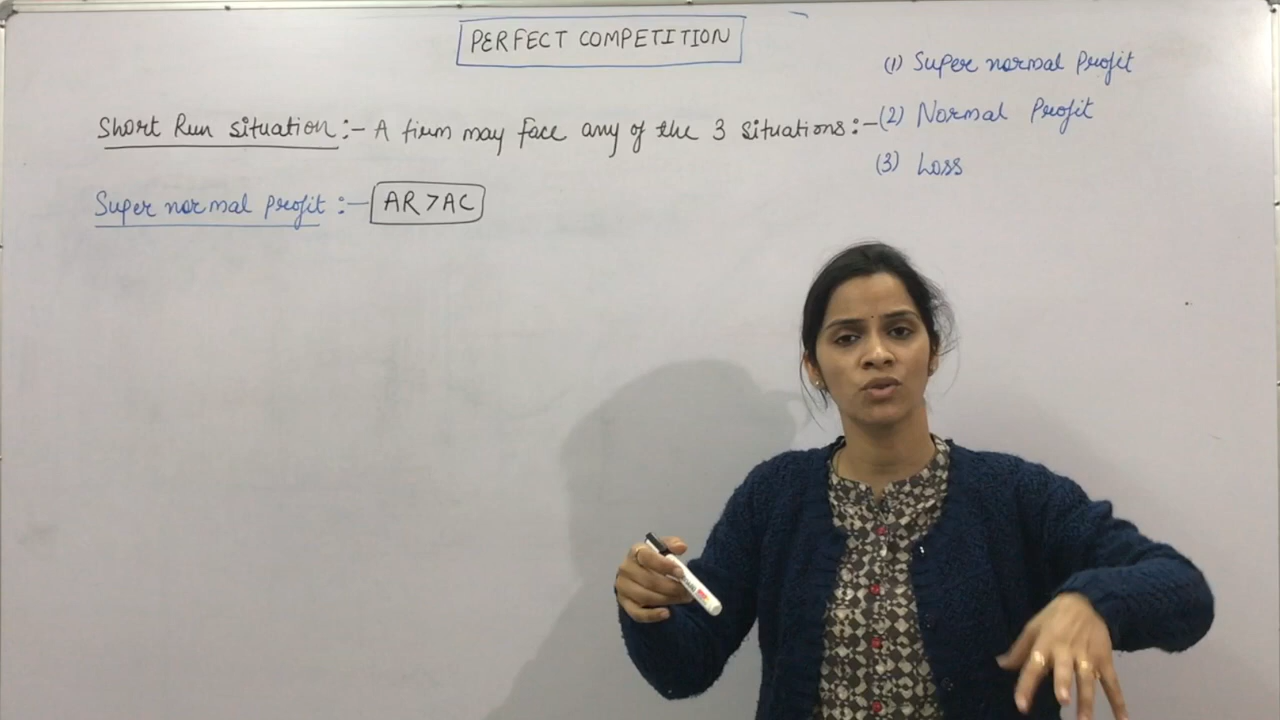 PERFECT COMPETITION
(1) Super normal Profit
Short Run situation :- A firm may face any of the 3 situations :- (2) Normal Profit
(3) Loss
Super normal profit :- AR > AC